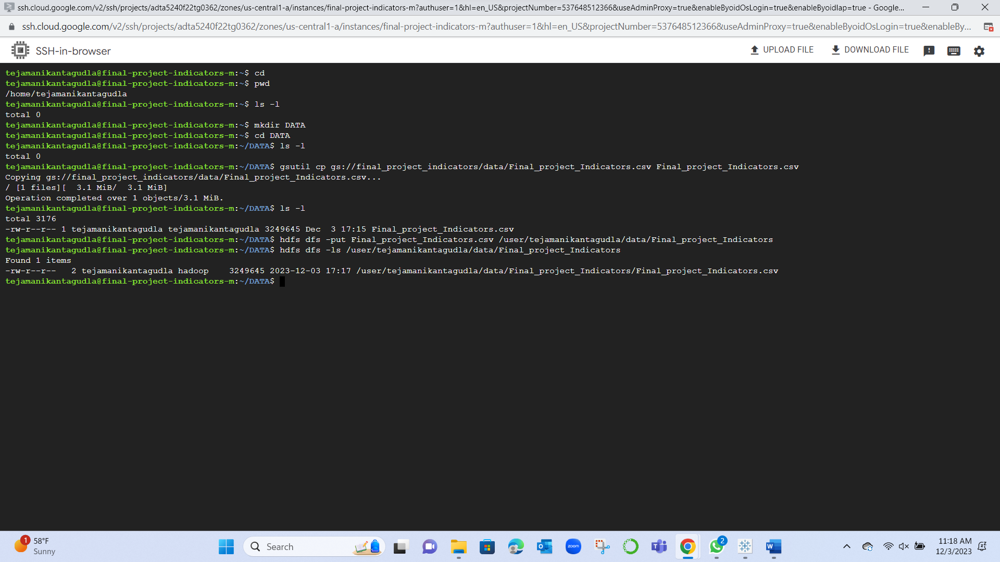 ssh.cloud.google.com/v2/ssh/projects/adta5240f22tg0362/zones/us-central1-a/instances/final-project-indicators-m?authuser=1&hl=en_US&projectNumber=537648512366&useAdminProxy=true&enableByoidOsLogin=true&enableByoidIap=true - Google...
ssh.cloud.google.com/v2/ssh/projects/adta5240f22tg0362/zones/us-central1-a/instances/final-project-indicators-m?authuser=1&hl=en_US&projectNumber=537648512366&useAdminProxy=true&enableByoidOsLogin=true&enableBy...
SSH-in-browser
UPLOAD FILE
DOWNLOAD FILE
tejamanikantagudla@final-project-indicators-m:~$ cd
tejamanikantagudla@final-project-indicators-m:~$ pwd
/home/tejamanikantagudla
tejamanikantagudla@final-project-indicators-m:~$ ls -l
total 0
tejamanikantagudla@final-project-indicators-m:~$ mkdir DATA
tejamanikantagudla@final-project-indicators-m:~$ cd DATA
tejamanikantagudla@final-project-indicators-m:~/DATA$ ls -l
total 0
tejamanikantagudla@final-project-indicators-m:~/DATA$ gsutil cp gs://final_project_indicators/data/Final_project_Indicators.csv Final_project_Indicators.csv
Copying gs://final_project_indicators/data/Final_project_Indicators.csv...
/ [1 files][  3.1 MiB/  3.1 MiB]
Operation completed over 1 objects/3.1 MiB.
tejamanikantagudla@final-project-indicators-m:~/DATA$ ls -l
total 3176
-rw-r--r-- 1 tejamanikantagudla tejamanikantagudla 3249645 Dec  3 17:15 Final_project_Indicators.csv
tejamanikantagudla@final-project-indicators-m:~/DATA$ hdfs dfs -put Final_project_Indicators.csv /user/tejamanikantagudla/data/Final_project_Indicators
tejamanikantagudla@final-project-indicators-m:~/DATA$ hdfs dfs -ls /user/tejamanikantagudla/data/Final_project_Indicators
Found 1 items
-rw-r--r--   2 tejamanikantagudla hadoop    3249645 2023-12-03 17:17 /user/tejamanikantagudla/data/Final_project_Indicators/Final_project_Indicators.csv
tejamanikantagudla@final-project-indicators-m:~/DATA$
1
58°F
Sunny
Search
zoom
2
11:18 AM
12/3/2023